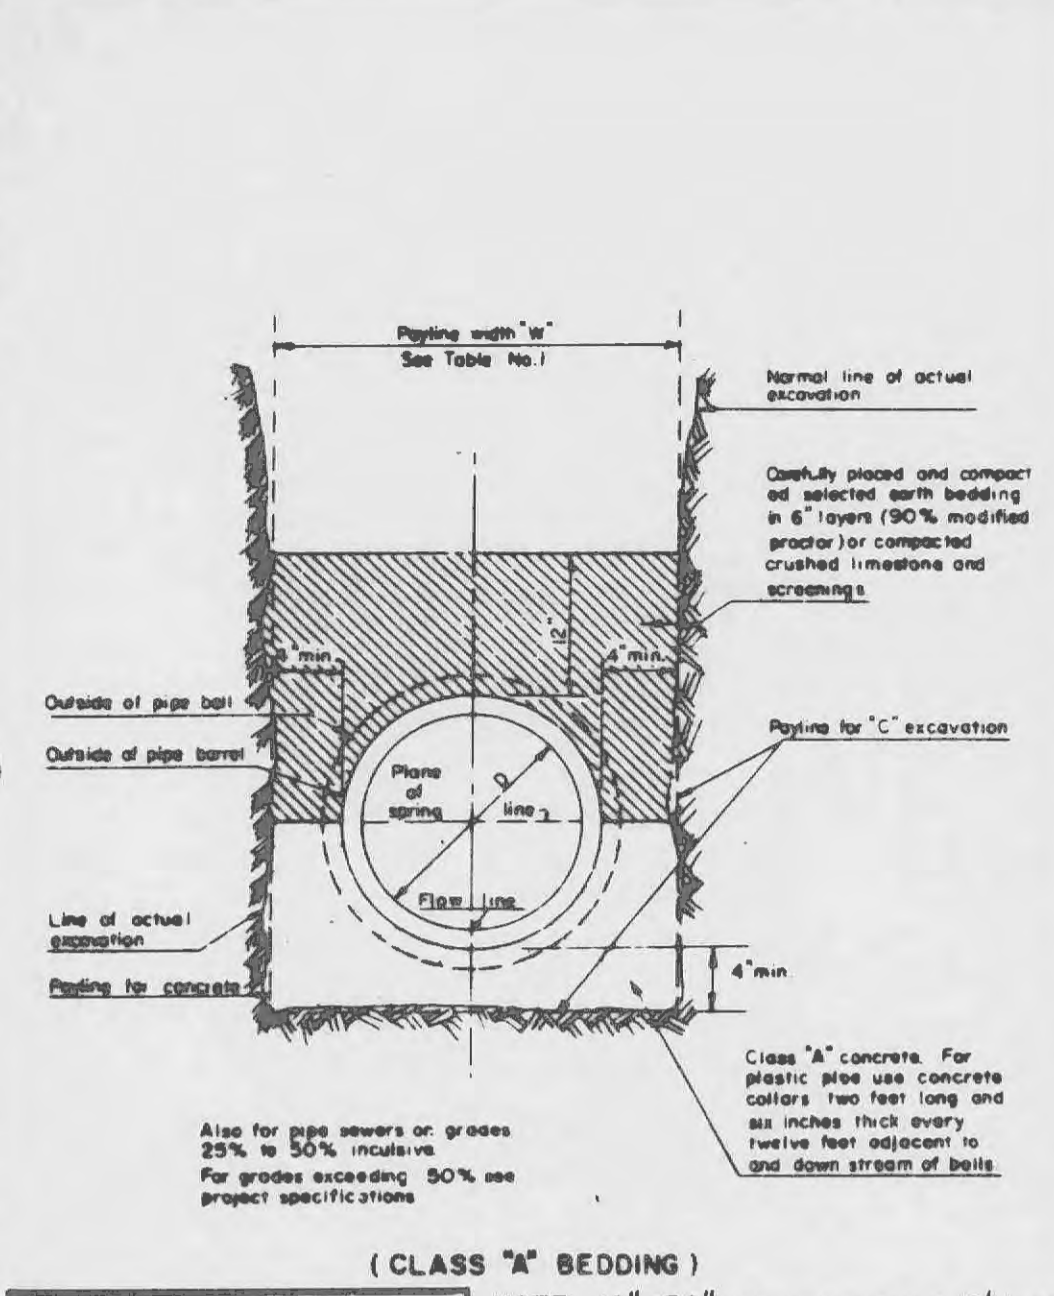 Payline width "W"
See Table No. 1
Normal line of actual
excavation
Carefully placed and compact
ed selected earth bedding
in 6" layers (90% modified
proctor) or compacted
crushed limestone and
screenings
12"
4" min.
4" min.
Outside of pipe bell
Outside of pipe barrel
Payline for "C" excavation
Plane
of
spring
line
D
Flow line
Line of actual
excavation
Payline for concrete
4" min.
Class "A" concrete. For
plastic pipe use concrete
collars two feet long and
six inches thick every
twelve feet adjacent to
and down stream of bells
Also for pipe sewers on grades
25% to 50% inculsive
For grades exceeding 50% see
project specifications
( CLASS "A" BEDDING )